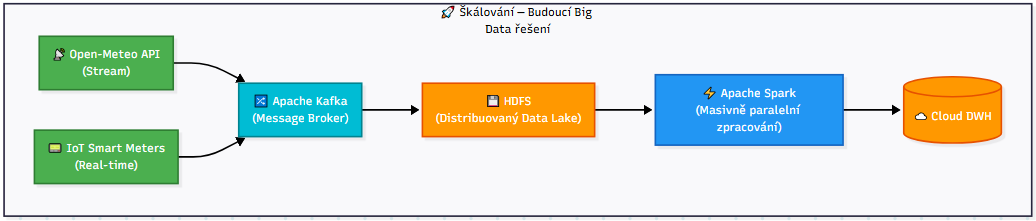 🚀 Škálování – Budoucí Big
Data řešení
📡 Open-Meteo API
(Stream)
📟 IoT Smart Meters
(Real-time)
🔀 Apache Kafka
(Message Broker)
💾 HDFS
(Distribuovaný Data Lake)
⚡ Apache Spark
(Masivně paralelní
zpracování)
☁️ Cloud DWH